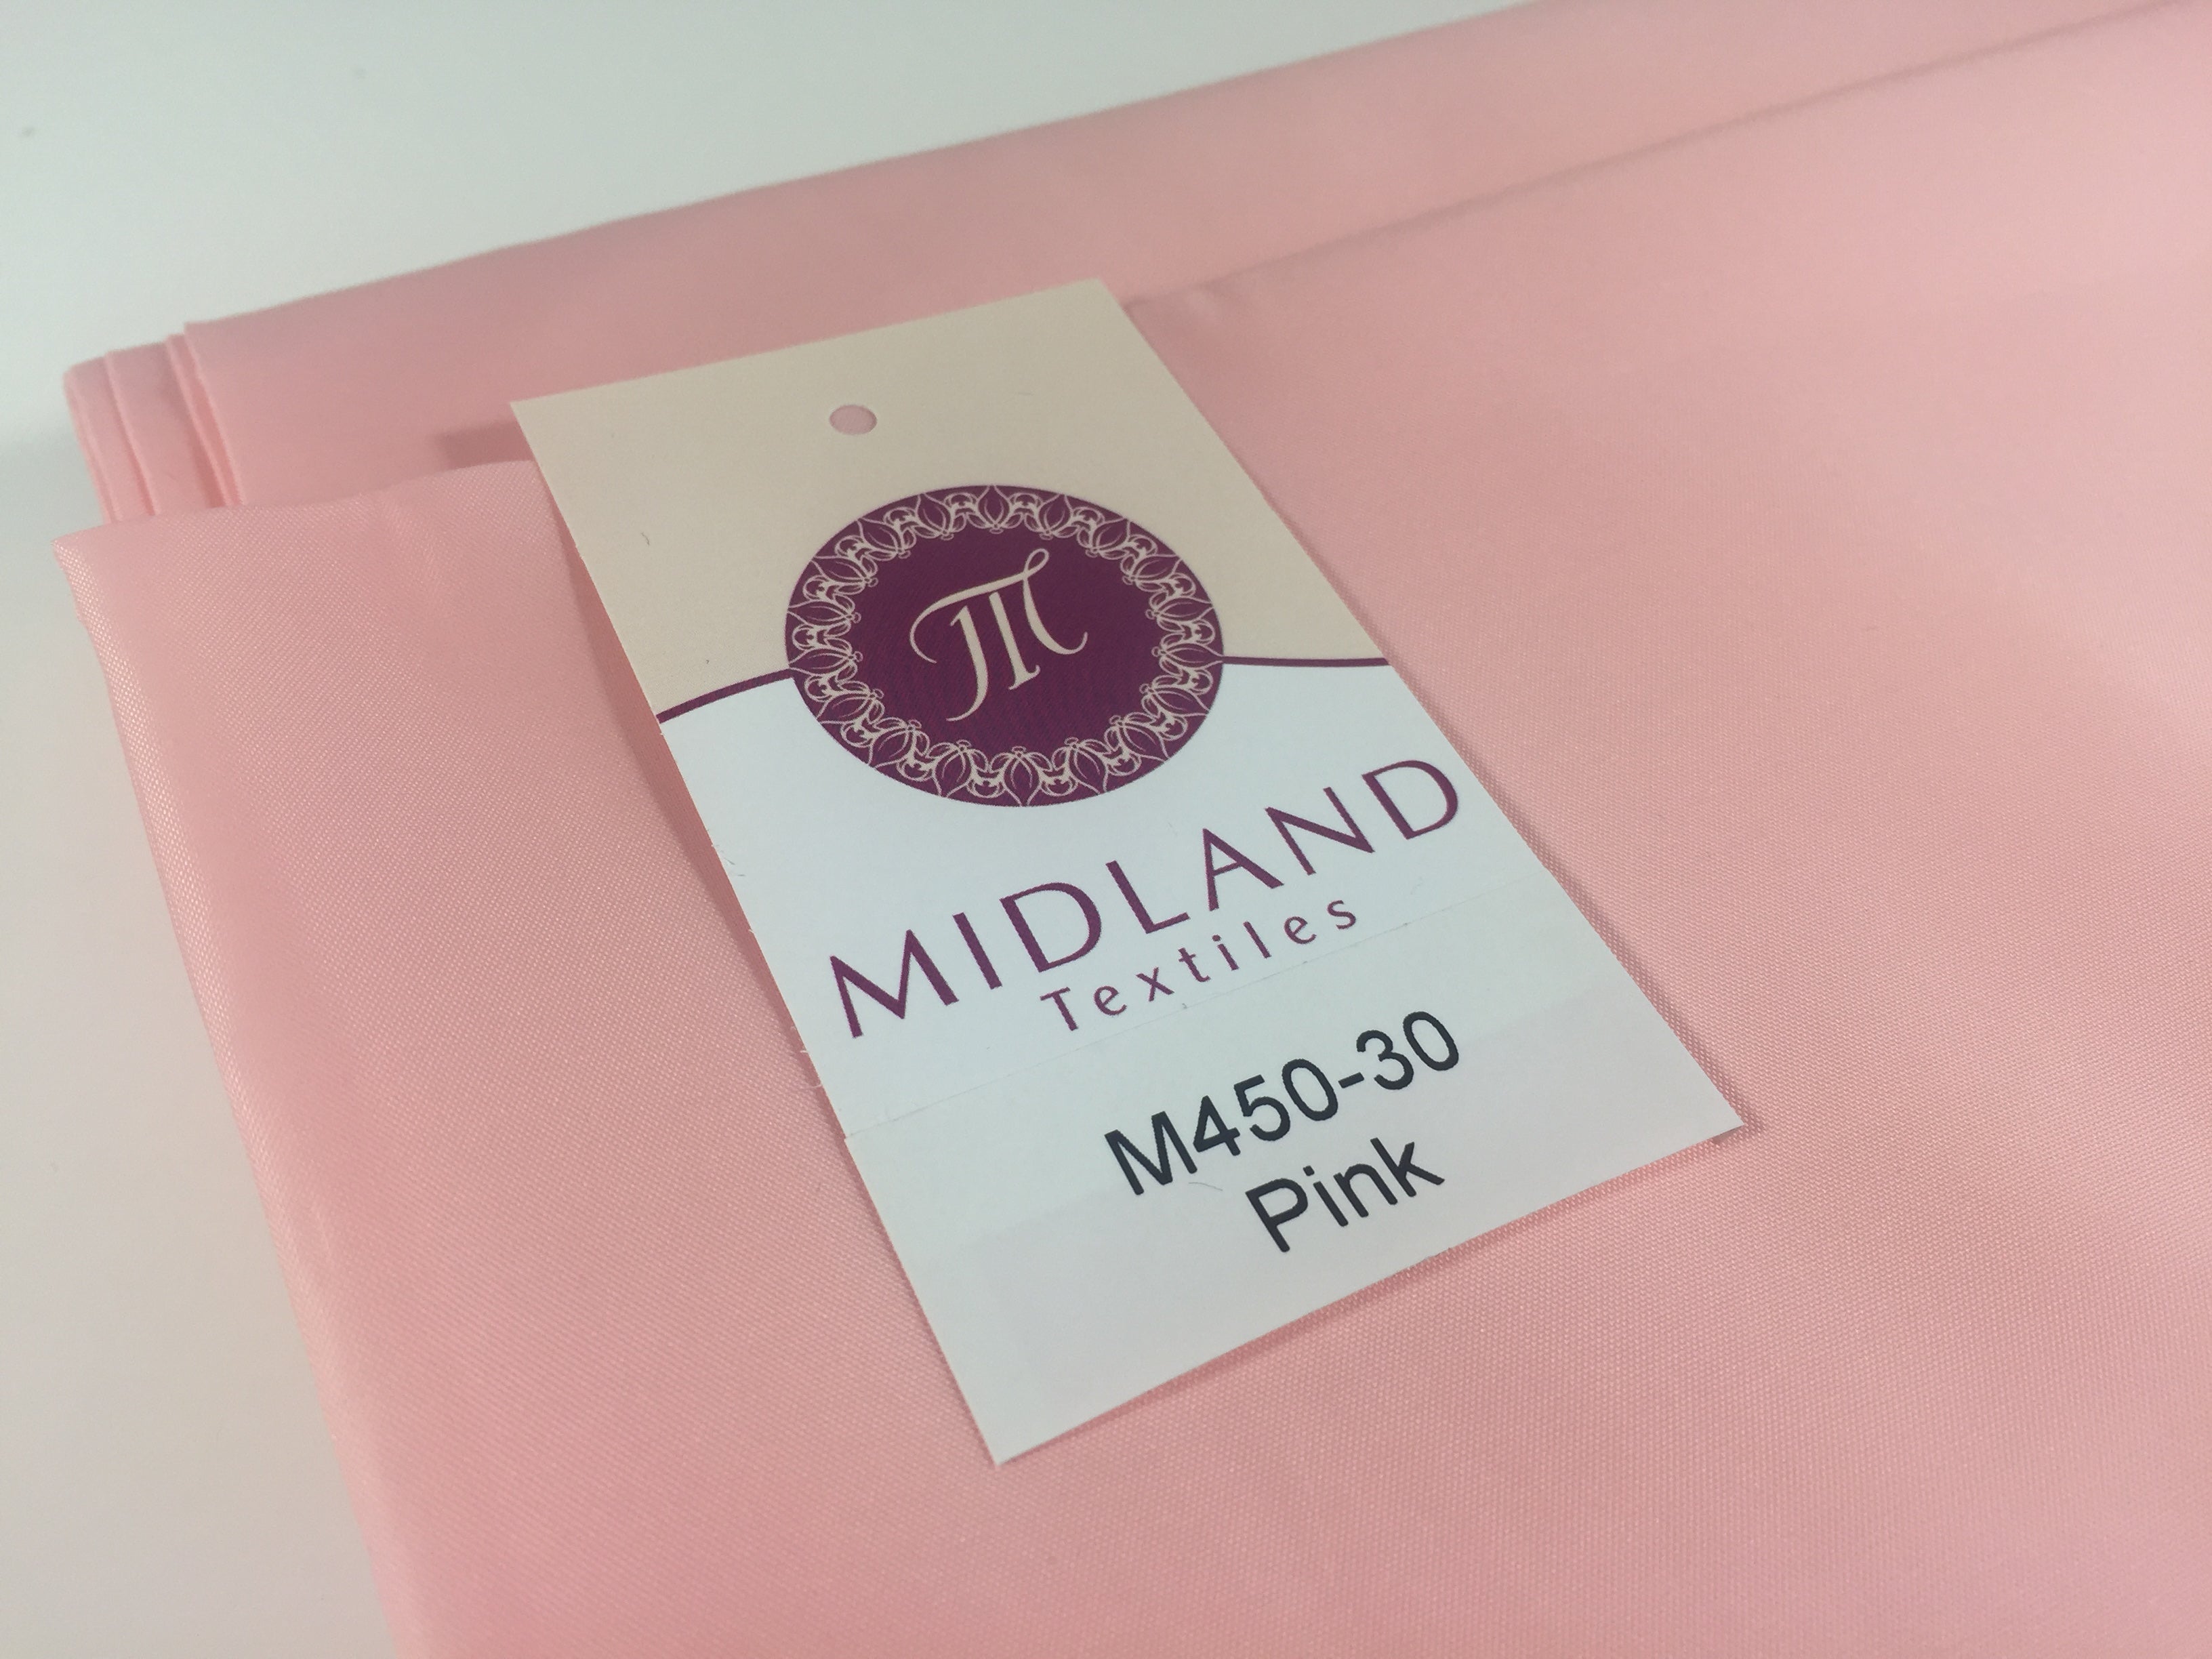 M
MIDLAND
Textiles
M450-30
Pink